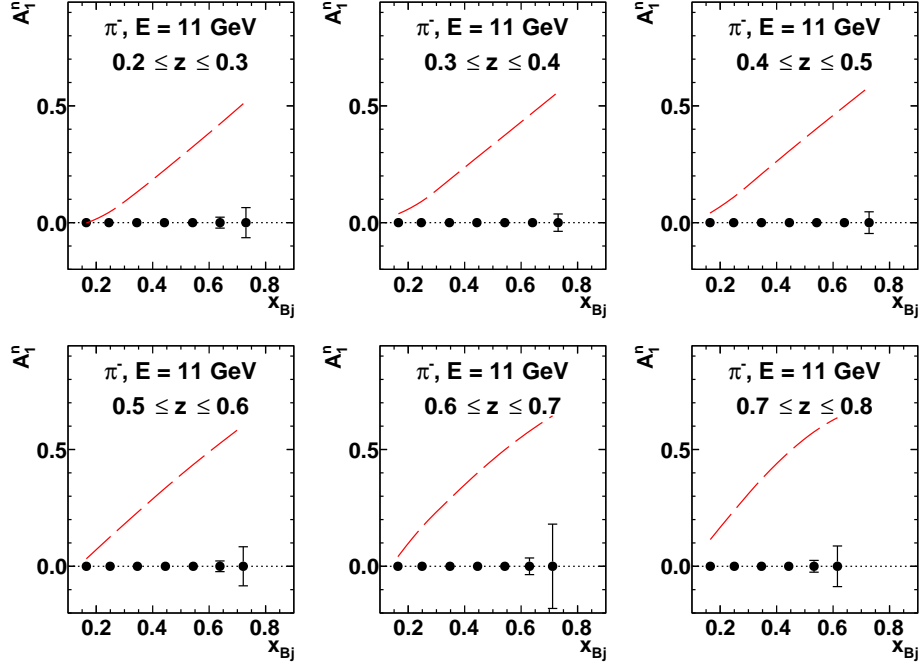 A₁ⁿ
π⁻, E = 11 GeV
0.2 ≤ z ≤ 0.3
0.5
0.0
0.2 0.4 0.6 0.8
x_Bj
A₁ⁿ
π⁻, E = 11 GeV
0.3 ≤ z ≤ 0.4
0.5
0.0
0.2 0.4 0.6 0.8
x_Bj
A₁ⁿ
π⁻, E = 11 GeV
0.4 ≤ z ≤ 0.5
0.5
0.0
0.2 0.4 0.6 0.8
x_Bj
A₁ⁿ
π⁻, E = 11 GeV
0.5 ≤ z ≤ 0.6
0.5
0.0
0.2 0.4 0.6 0.8
x_Bj
A₁ⁿ
π⁻, E = 11 GeV
0.6 ≤ z ≤ 0.7
0.5
0.0
0.2 0.4 0.6 0.8
x_Bj
A₁ⁿ
π⁻, E = 11 GeV
0.7 ≤ z ≤ 0.8
0.5
0.0
0.2 0.4 0.6 0.8
x_Bj